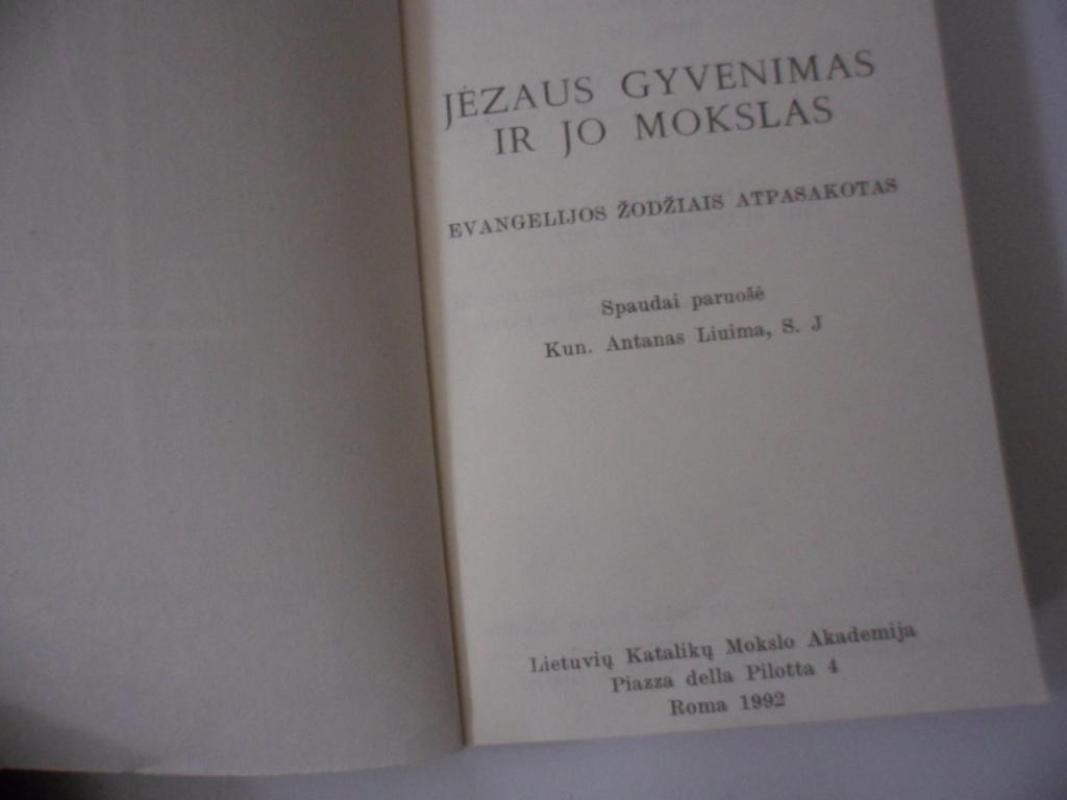 JĖZAUS GYVENIMAS
IR JO MOKSLAS
EVANGELIJOS ŽODŽIAIS ATPASAKOTAS
Spaudai paruošė
Kun. Antanas Liuima, S. J
Lietuvių Katalikų Mokslo Akademija
Piazza della Pilotta 4
Roma 1992